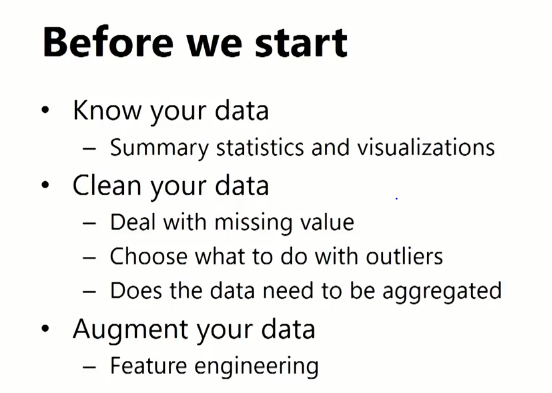 Before we start
• Know your data
– Summary statistics and visualizations
• Clean your data
– Deal with missing value
– Choose what to do with outliers
– Does the data need to be aggregated
• Augment your data
– Feature engineering